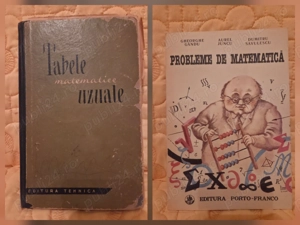 Tabele
matematice
uzuale
EDITURA TEHNICĂ
GHEORGHE
AUREL
DUMITRU
PROBLEME DE MATEMATICĂ
EDITURA PORTO-FRANCO